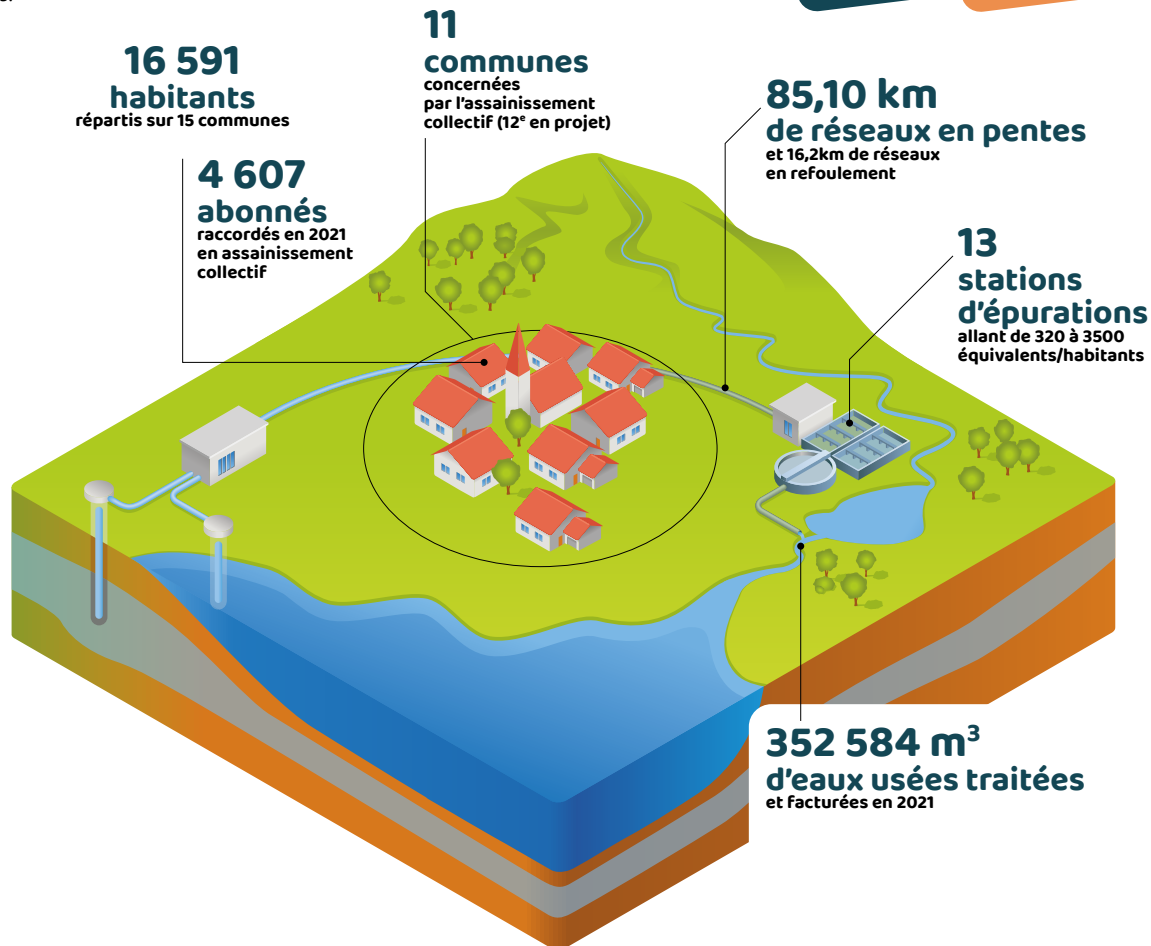 16 591
habitants
répartis sur 15 communes
4 607
abonnés
raccordés en 2021
en assainissement
collectif
11
communes
concernées
par l'assainissement
collectif (12e en projet)
85,10 km
de réseaux en pentes
et 16,2km de réseaux
en refoulement
13
stations
d'épurations
allant de 320 à 3500
équivalents/habitants
352 584 m³
d'eaux usées traitées
et facturées en 2021